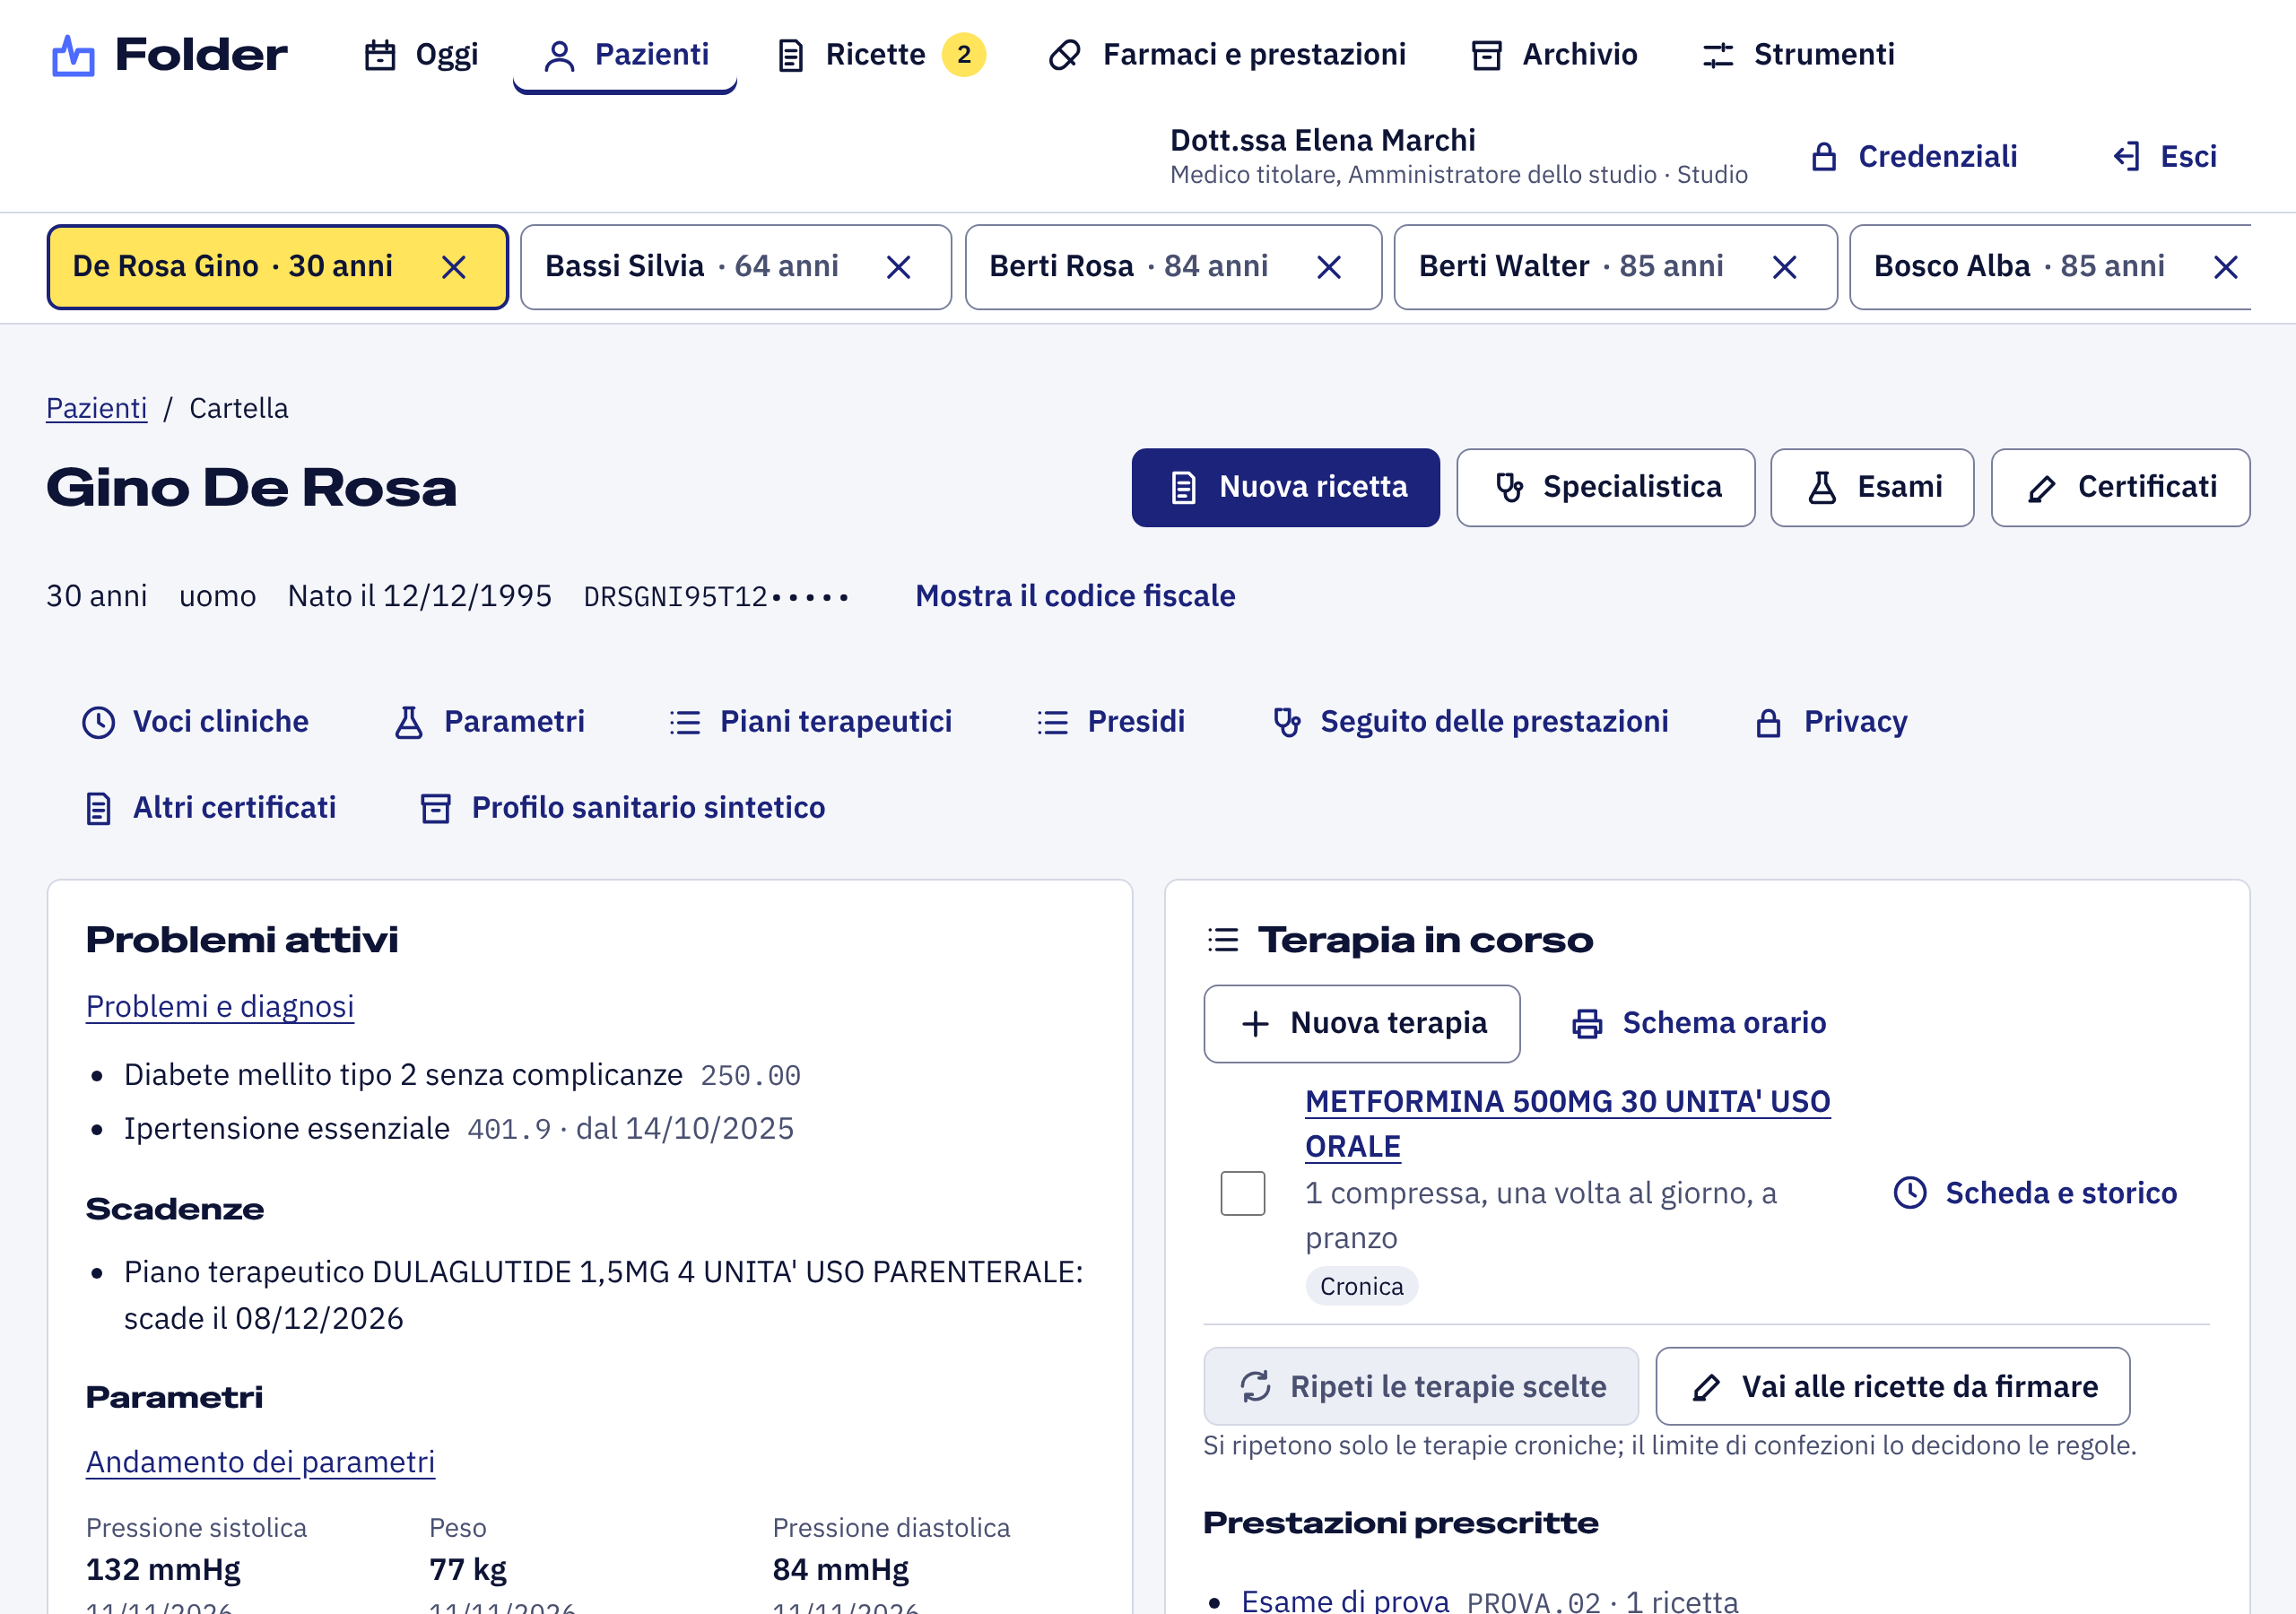 Folder
Oggi
Pazienti
Ricette 2
Farmaci e prestazioni
Archivio
Strumenti
Dott.ssa Elena Marchi
Medico titolare, Amministratore dello studio · Studio
Credenziali
Esci
De Rosa Gino · 30 anni
Bassi Silvia · 64 anni
Berti Rosa · 84 anni
Berti Walter · 85 anni
Bosco Alba · 85 anni
Pazienti / Cartella
Gino De Rosa
Nuova ricetta
Specialistica
Esami
Certificati
30 anni uomo Nato il 12/12/1995 DRSGNI95T12••••• Mostra il codice fiscale
Voci cliniche
Parametri
Piani terapeutici
Presidi
Seguito delle prestazioni
Privacy
Altri certificati
Profilo sanitario sintetico
Problemi attivi
Problemi e diagnosi
• Diabete mellito tipo 2 senza complicanze 250.00
• Ipertensione essenziale 401.9 · dal 14/10/2025
Scadenze
• Piano terapeutico DULAGLUTIDE 1,5MG 4 UNITA' USO PARENTERALE:
scade il 08/12/2026
Parametri
Andamento dei parametri
Pressione sistolica
132 mmHg
11/11/2026
Peso
77 kg
11/11/2026
Pressione diastolica
84 mmHg
11/11/2026
Terapia in corso
Nuova terapia
Schema orario
METFORMINA 500MG 30 UNITA' USO
ORALE
1 compressa, una volta al giorno, a
pranzo
Cronica
Scheda e storico
Ripeti le terapie scelte
Vai alle ricette da firmare
Si ripetono solo le terapie croniche; il limite di confezioni lo decidono le regole.
Prestazioni prescritte
• Esame di prova PROVA.02 · 1 ricetta